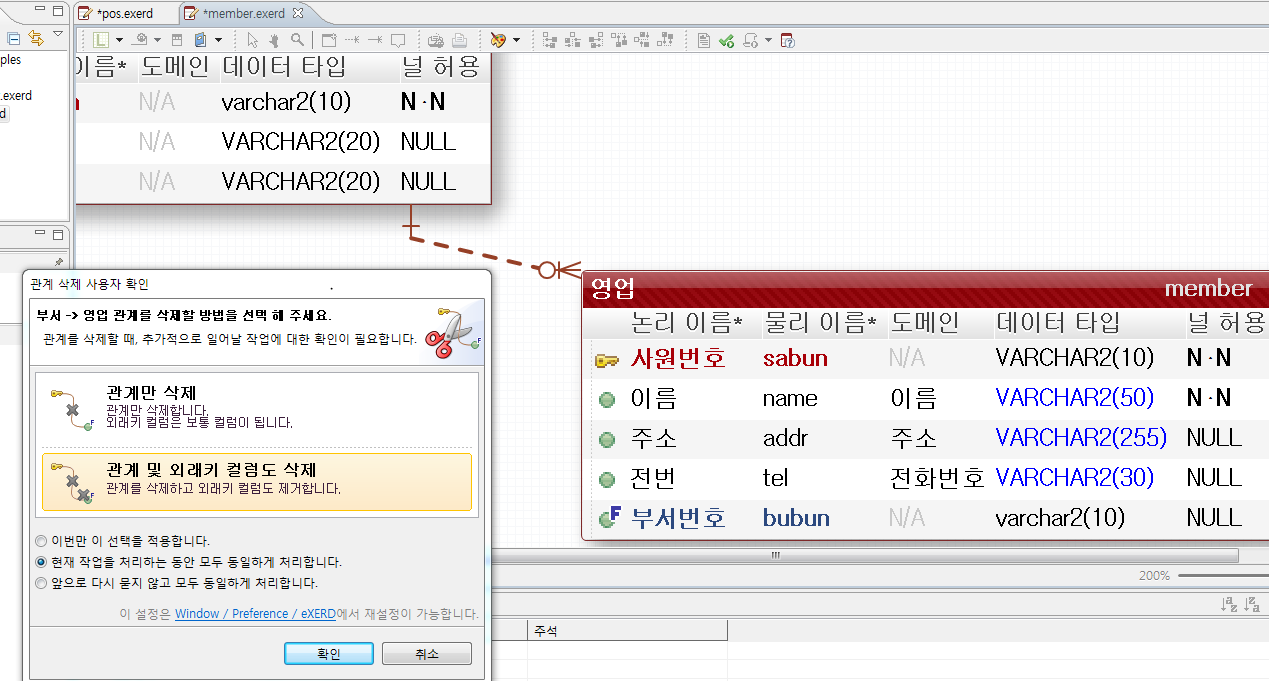 *pos.exerd
*member.exerd
ples
.exerd
d
이름* 도메인 데이터 타입 널 허용
N/A varchar2(10) N·N
N/A VARCHAR2(20) NULL
N/A VARCHAR2(20) NULL
영업 member
논리 이름* 물리 이름* 도메인 데이터 타입 널 허용
사원번호 sabun N/A VARCHAR2(10) N·N
이름 name 이름 VARCHAR2(50) N·N
주소 addr 주소 VARCHAR2(255) NULL
전번 tel 전화번호 VARCHAR2(30) NULL
F 부서번호 bubun N/A varchar2(10) NULL
200%
주석
관계 삭제 사용자 확인
부서 -> 영업 관계를 삭제할 방법을 선택 해 주세요.
관계를 삭제할 때, 추가적으로 일어날 작업에 대한 확인이 필요합니다.
관계만 삭제
관계만 삭제합니다.
외래키 컬럼은 보통 컬럼이 됩니다.
관계 및 외래키 컬럼도 삭제
관계를 삭제하고 외래키 컬럼도 제거합니다.
이번만 이 선택을 적용합니다.
현재 작업을 처리하는 동안 모두 동일하게 처리합니다.
앞으로 다시 묻지 않고 모두 동일하게 처리합니다.
이 설정은 Window / Preference / eXERD에서 재설정이 가능합니다.
확인 취소